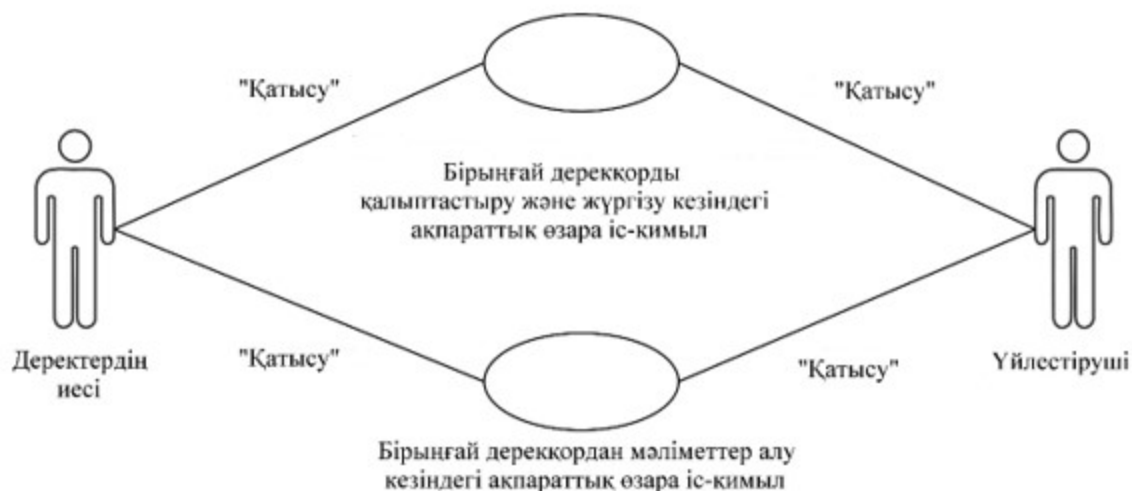 "Қатысу"
"Қатысу"
Бірыңғай дерекқорды
қалыптастыру және жүргізу кезіндегі
ақпараттық өзара іс-қимыл
Деректердің
иесі
"Қатысу"
"Қатысу"
Үйлестіруші
Бірыңғай дерекқордан мәліметтер алу
кезіндегі ақпараттық өзара іс-қимыл